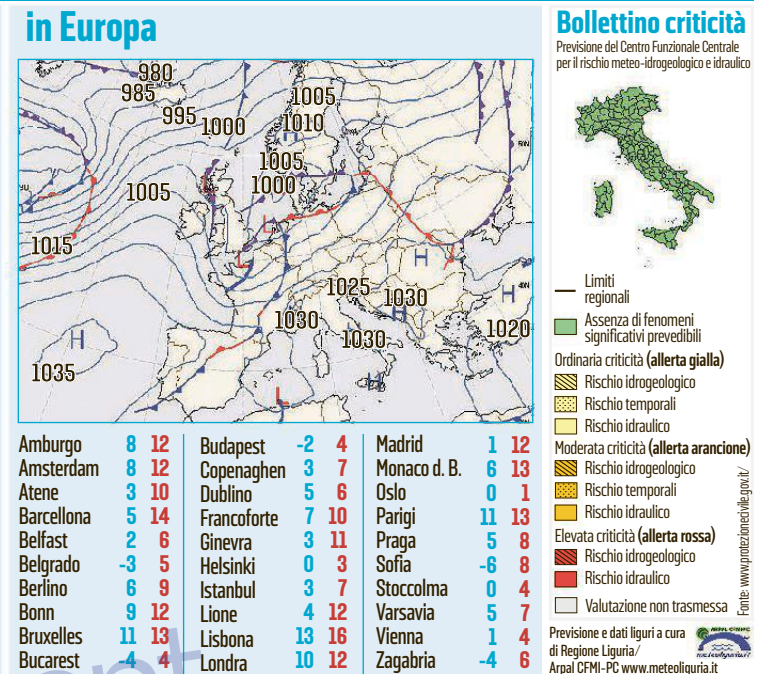 in Europa
980
985
995
1000
1005
1010
1005
1005
1000
1015
H
L
L
L
H
H
1025
1030
1030
H
1030
H
1020
H
1035
L
H
50N
40N
Amburgo 8 12
Amsterdam 8 12
Atene 3 10
Barcellona 5 14
Belfast 2 6
Belgrado -3 5
Berlino 6 9
Bonn 9 12
Bruxelles 11 13
Bucarest -4 4
Budapest -2 4
Copenaghen 3 7
Dublino 5 6
Francoforte 7 10
Ginevra 3 11
Helsinki 0 3
Istanbul 3 7
Lione 4 12
Lisbona 13 16
Londra 10 12
Madrid 1 12
Monaco d. B. 6 13
Oslo 0 1
Parigi 11 13
Praga 5 8
Sofia -6 8
Stoccolma 0 4
Varsavia 5 7
Vienna 1 4
Zagabria -4 6
Bollettino criticità
Previsione del Centro Funzionale Centrale
per il rischio meteo-idrogeologico e idraulico
Limiti
regionali
Assenza di fenomeni
significativi prevedibili
Ordinaria criticità (allerta gialla)
Rischio idrogeologico
Rischio temporali
Rischio idraulico
Moderata criticità (allerta arancione)
Rischio idrogeologico
Rischio temporali
Rischio idraulico
Elevata criticità (allerta rossa)
Rischio idrogeologico
Rischio idraulico
Valutazione non trasmessa
Fonte: www.protezionecivile.gov.it/
Previsione e dati liguri a cura
di Regione Liguria/
Arpal CFMI-PC www.meteoliguria.it
ARPAL CFMI-PC
meteoliguria.it